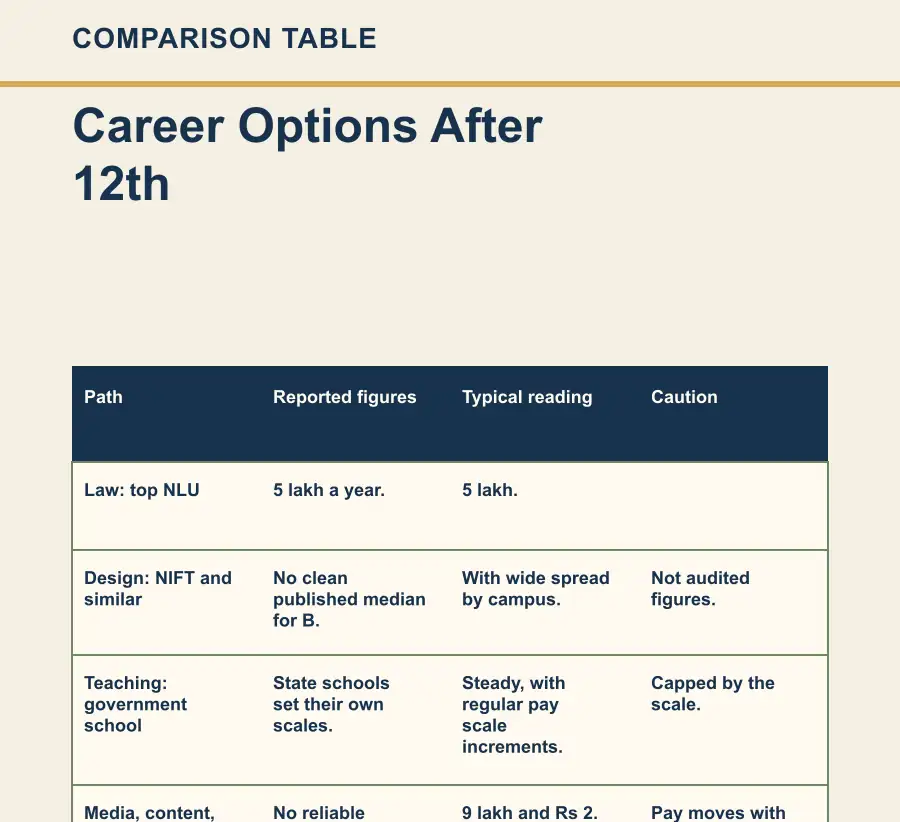 COMPARISON TABLE
Career Options After
12th
Path
Reported figures
Typical reading
Caution
Law: top NLU
5 lakh a year.
5 lakh.
Design: NIFT and
similar
No clean
published median
for B.
With wide spread
by campus.
Not audited
figures.
Teaching:
government
school
State schools
set their own
scales.
Steady, with
regular pay
scale
increments.
Capped by the
scale.
Media, content,
No reliable
9 lakh and Rs 2.
Pay moves with